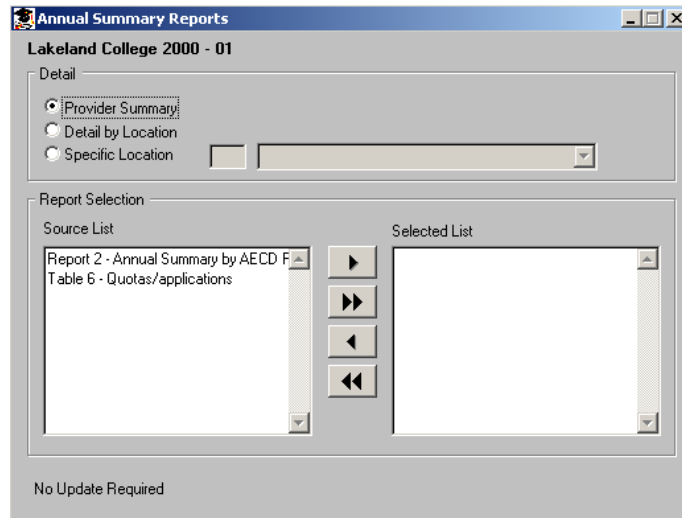 Annual Summary Reports
Lakeland College 2000 - 01
Detail
Provider Summary
Detail by Location
Specific Location
Report Selection
Source List
Selected List
Report 2 - Annual Summary by AECD F
Table 6 - Quotas/applications
No Update Required